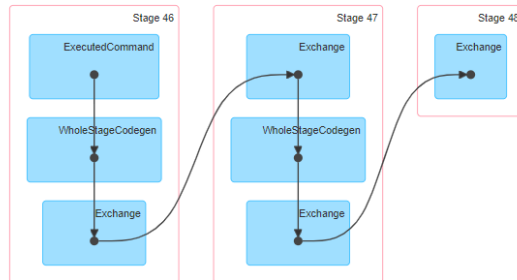 Stage 46
ExecutedCommand
WholeStageCodegen
Exchange
Stage 47
Exchange
WholeStageCodegen
Exchange
Stage 48
Exchange